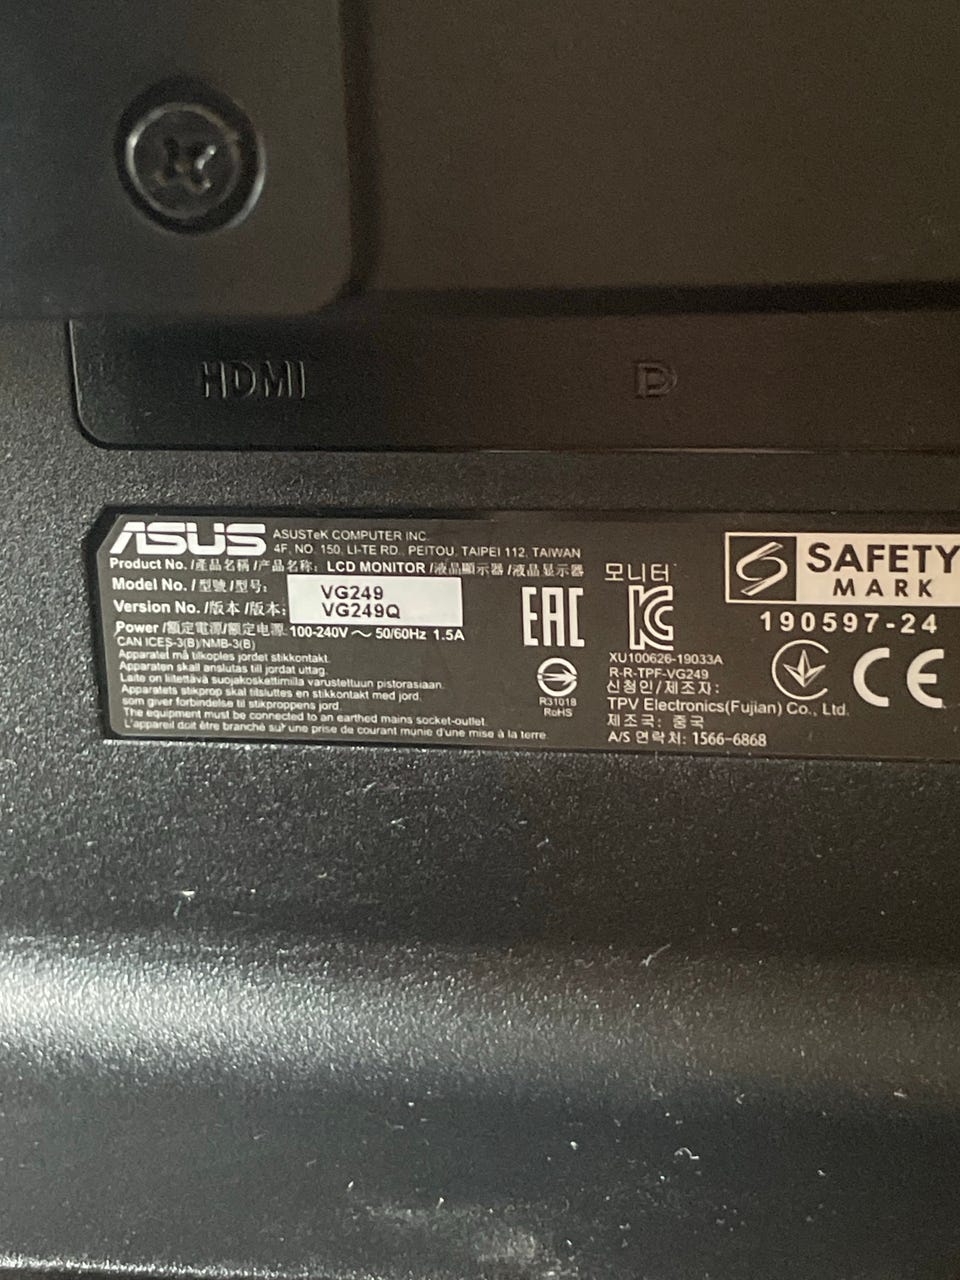 HDMI
ASUS
ASUSTeK COMPUTER INC.
4F, NO. 150, LI-TE RD., PEITOU, TAIPEI 112, TAIWAN
Product No. /產品名稱 /产品名称: LCD MONITOR /液晶顯示器 /液晶显示器
Model No. /型號 /型号: VG249
Version No. /版本 /版本: VG249Q
Power /額定電源/额定电源: 100-240V ～ 50/60Hz 1.5A
CAN ICES-3(B)/NMB-3(B)
Apparatet må tilkoples jordet stikkontakt.
Apparaten skall anslutas till jordat uttag.
Laite on liitettävä suojakoskettimilla varustettuun pistorasiaan.
Apparatets stikprop skal tilsluttes en stikkontakt med jord,
som giver forbindelse til stikproppens jord.
The equipment must be connected to an earthed mains socket-outlet.
L'appareil doit être branché sur une prise de courant munie d'une mise à la terre.
EAC
R31018
RoHS
모니터
KC
XU100626-19033A
R-R-TPF-VG249
신청인/제조자:
TPV Electronics(Fujian) Co., Ltd.
제조국: 중국
A/S 연락처: 1566-6868
SAFETY
MARK
190597-24
CE